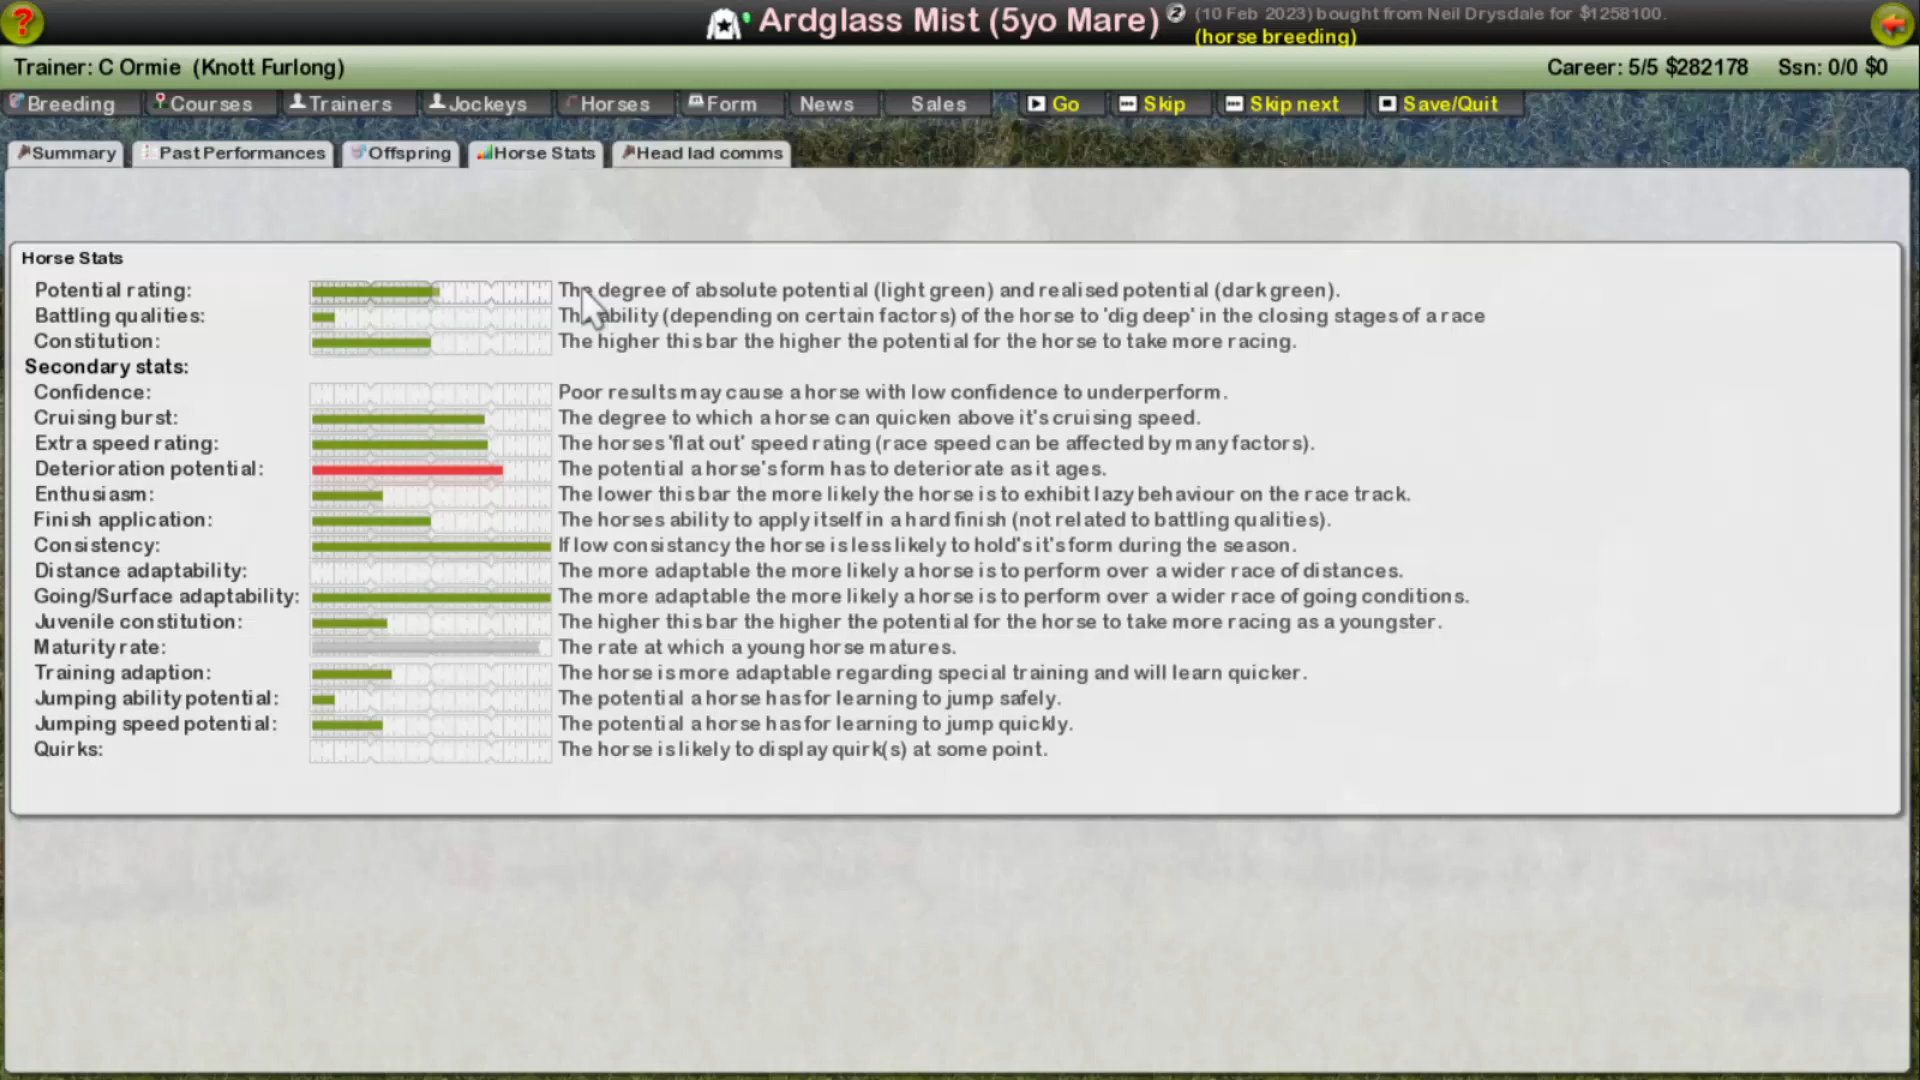 Ardglass Mist (5yo Mare)
(10 Feb 2023) bought from Neil Drysdale for $1258100.
(horse breeding)
Trainer: C Ormie (Knott Furlong)
Career: 5/5 $282178 Ssn: 0/0 $0
Breeding Courses Trainers Jockeys Horses Form News Sales Go Skip Skip next Save/Quit
Summary Past Performances Offspring Horse Stats Head lad comms
Horse Stats
Potential rating: The degree of absolute potential (light green) and realised potential (dark green).
Battling qualities: The ability (depending on certain factors) of the horse to 'dig deep' in the closing stages of a race
Constitution: The higher this bar the higher the potential for the horse to take more racing.
Secondary stats:
Confidence: Poor results may cause a horse with low confidence to underperform.
Cruising burst: The degree to which a horse can quicken above it's cruising speed.
Extra speed rating: The horses 'flat out' speed rating (race speed can be affected by many factors).
Deterioration potential: The potential a horse's form has to deteriorate as it ages.
Enthusiasm: The lower this bar the more likely the horse is to exhibit lazy behaviour on the race track.
Finish application: The horses ability to apply itself in a hard finish (not related to battling qualities).
Consistency: If low consistancy the horse is less likely to hold's it's form during the season.
Distance adaptability: The more adaptable the more likely a horse is to perform over a wider race of distances.
Going/Surface adaptability: The more adaptable the more likely a horse is to perform over a wider race of going conditions.
Juvenile constitution: The higher this bar the higher the potential for the horse to take more racing as a youngster.
Maturity rate: The rate at which a young horse matures.
Training adaption: The horse is more adaptable regarding special training and will learn quicker.
Jumping ability potential: The potential a horse has for learning to jump safely.
Jumping speed potential: The potential a horse has for learning to jump quickly.
Quirks: The horse is likely to display quirk(s) at some point.